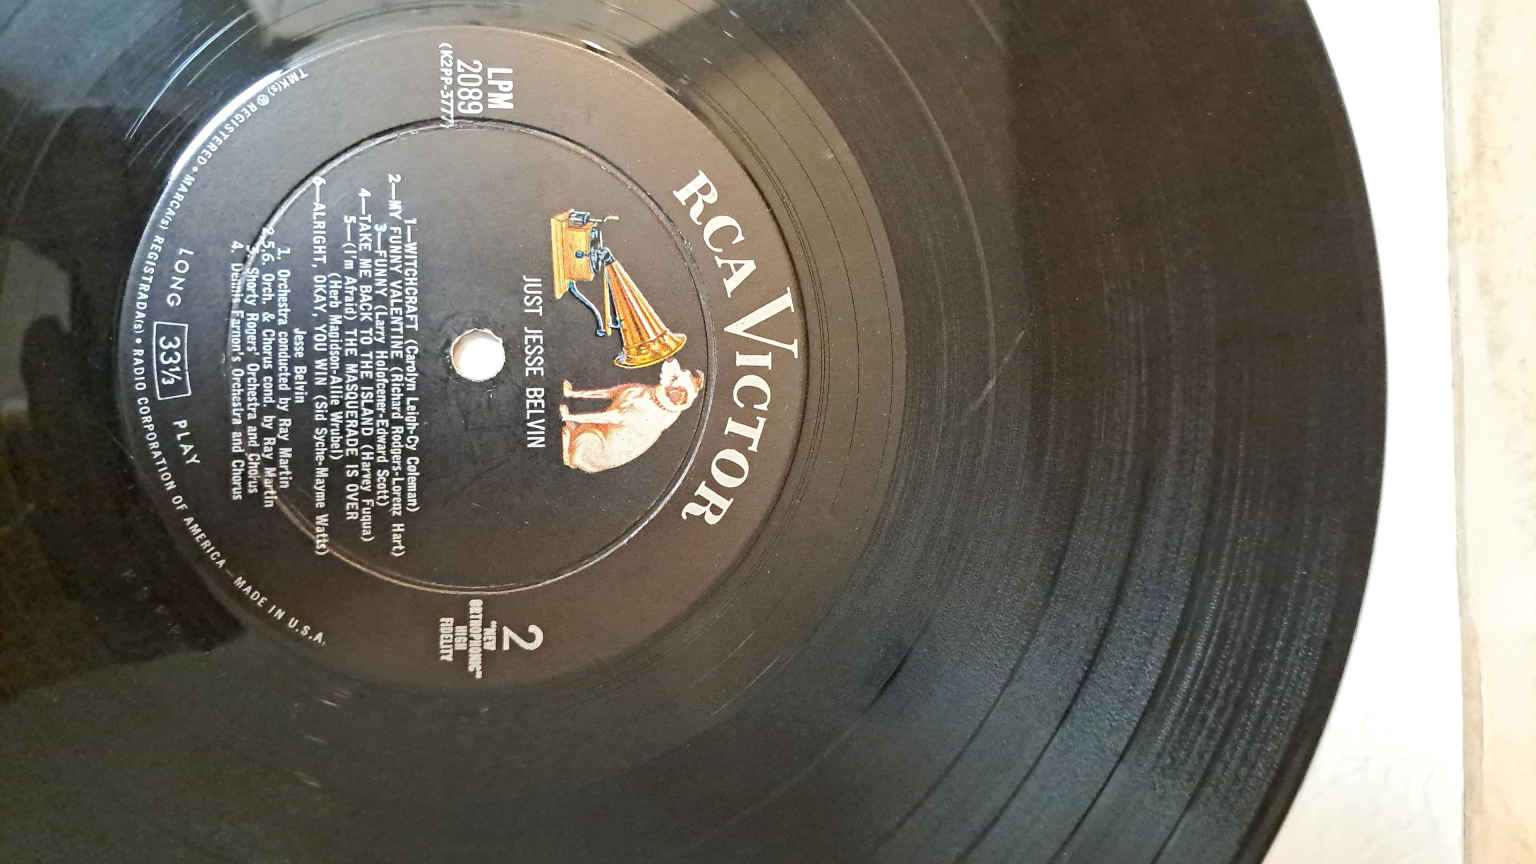 RCA VICTOR
LPM
2089
(K2PP-3777)
JUST JESSE BELVIN
2
"NEW
ORTHOPHONIC"
HIGH
FIDELITY
1—WITCHCRAFT (Carolyn Leigh-Cy Coleman)
2—MY FUNNY VALENTINE (Richard Rodgers-Lorenz Hart)
3—FUNNY (Larry Holofcener-Edward Scott)
4—TAKE ME BACK TO THE ISLAND (Harvey Fuqua)
5—(I'm Afraid) THE MASQUERADE IS OVER
(Herb Magidson-Allie Wrubel)
6—ALRIGHT, OKAY, YOU WIN (Sid Syche-Mayme Watts)
Jesse Belvin
1. Orchestra conducted by Ray Martin
2,5,6. Orch. & Chorus cond. by Ray Martin
3. Shorty Rogers' Orchestra and Chorus
4. Dennis Farnon's Orchestra and Chorus
LONG 33⅓ PLAY
TMK(s) ® REGISTERED • MARCA(s) REGISTRADA(s) • RADIO CORPORATION OF AMERICA—MADE IN U.S.A.